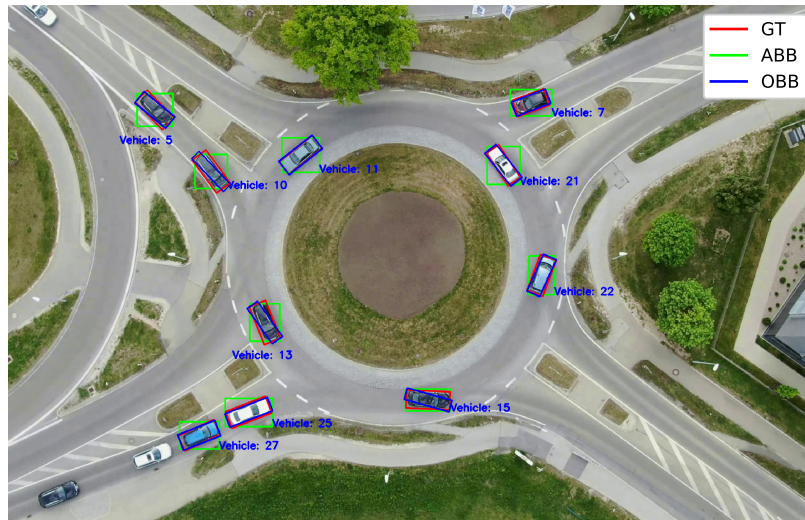 GT
ABB
OBB
Vehicle: 7
Vehicle: 5
Vehicle: 11
Vehicle: 10
Vehicle: 21
Vehicle: 22
Vehicle: 13
Vehicle: 15
Vehicle: 25
Vehicle: 27